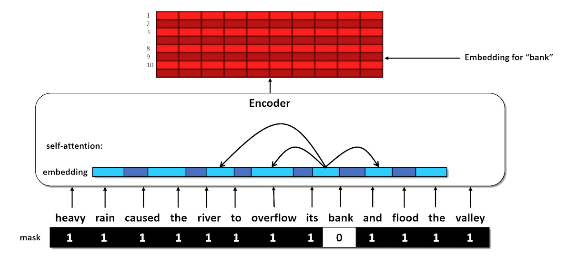 1
2
3
...
8
9
10
Embedding for "bank"
Encoder
self-attention:
embedding
heavy rain caused the river to overflow its bank and flood the valley
mask 1 1 1 1 1 1 1 1 0 1 1 1 1